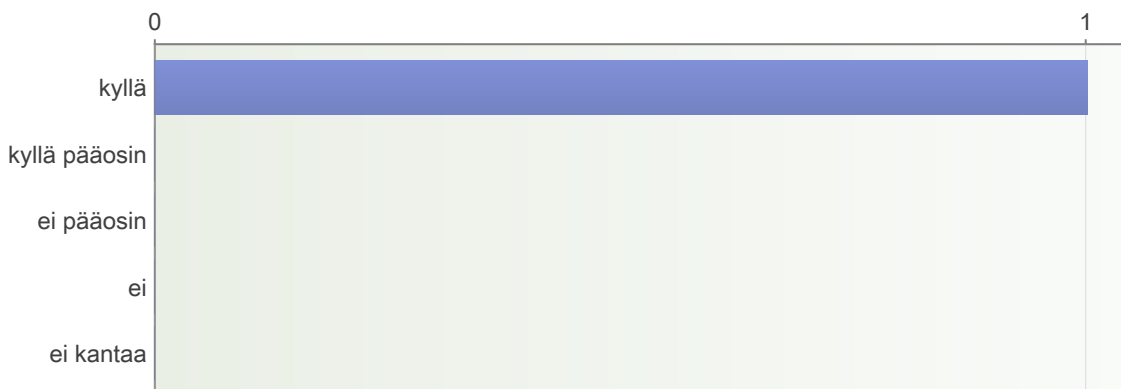 0 1
kyllä
kyllä pääosin
ei pääosin
ei
ei kantaa